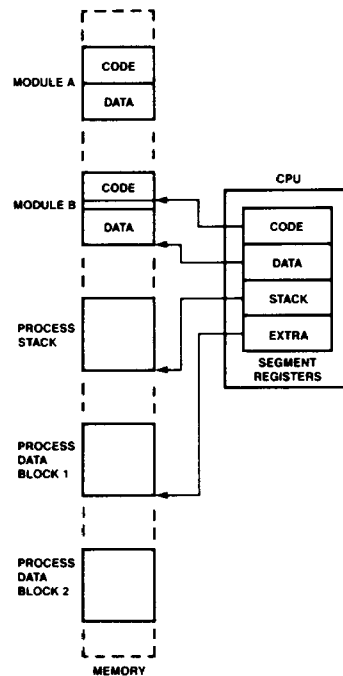 MODULE A
CODE
DATA
MODULE B
CODE
DATA
PROCESS
STACK
PROCESS
DATA
BLOCK 1
PROCESS
DATA
BLOCK 2
MEMORY
CPU
CODE
DATA
STACK
EXTRA
SEGMENT
REGISTERS